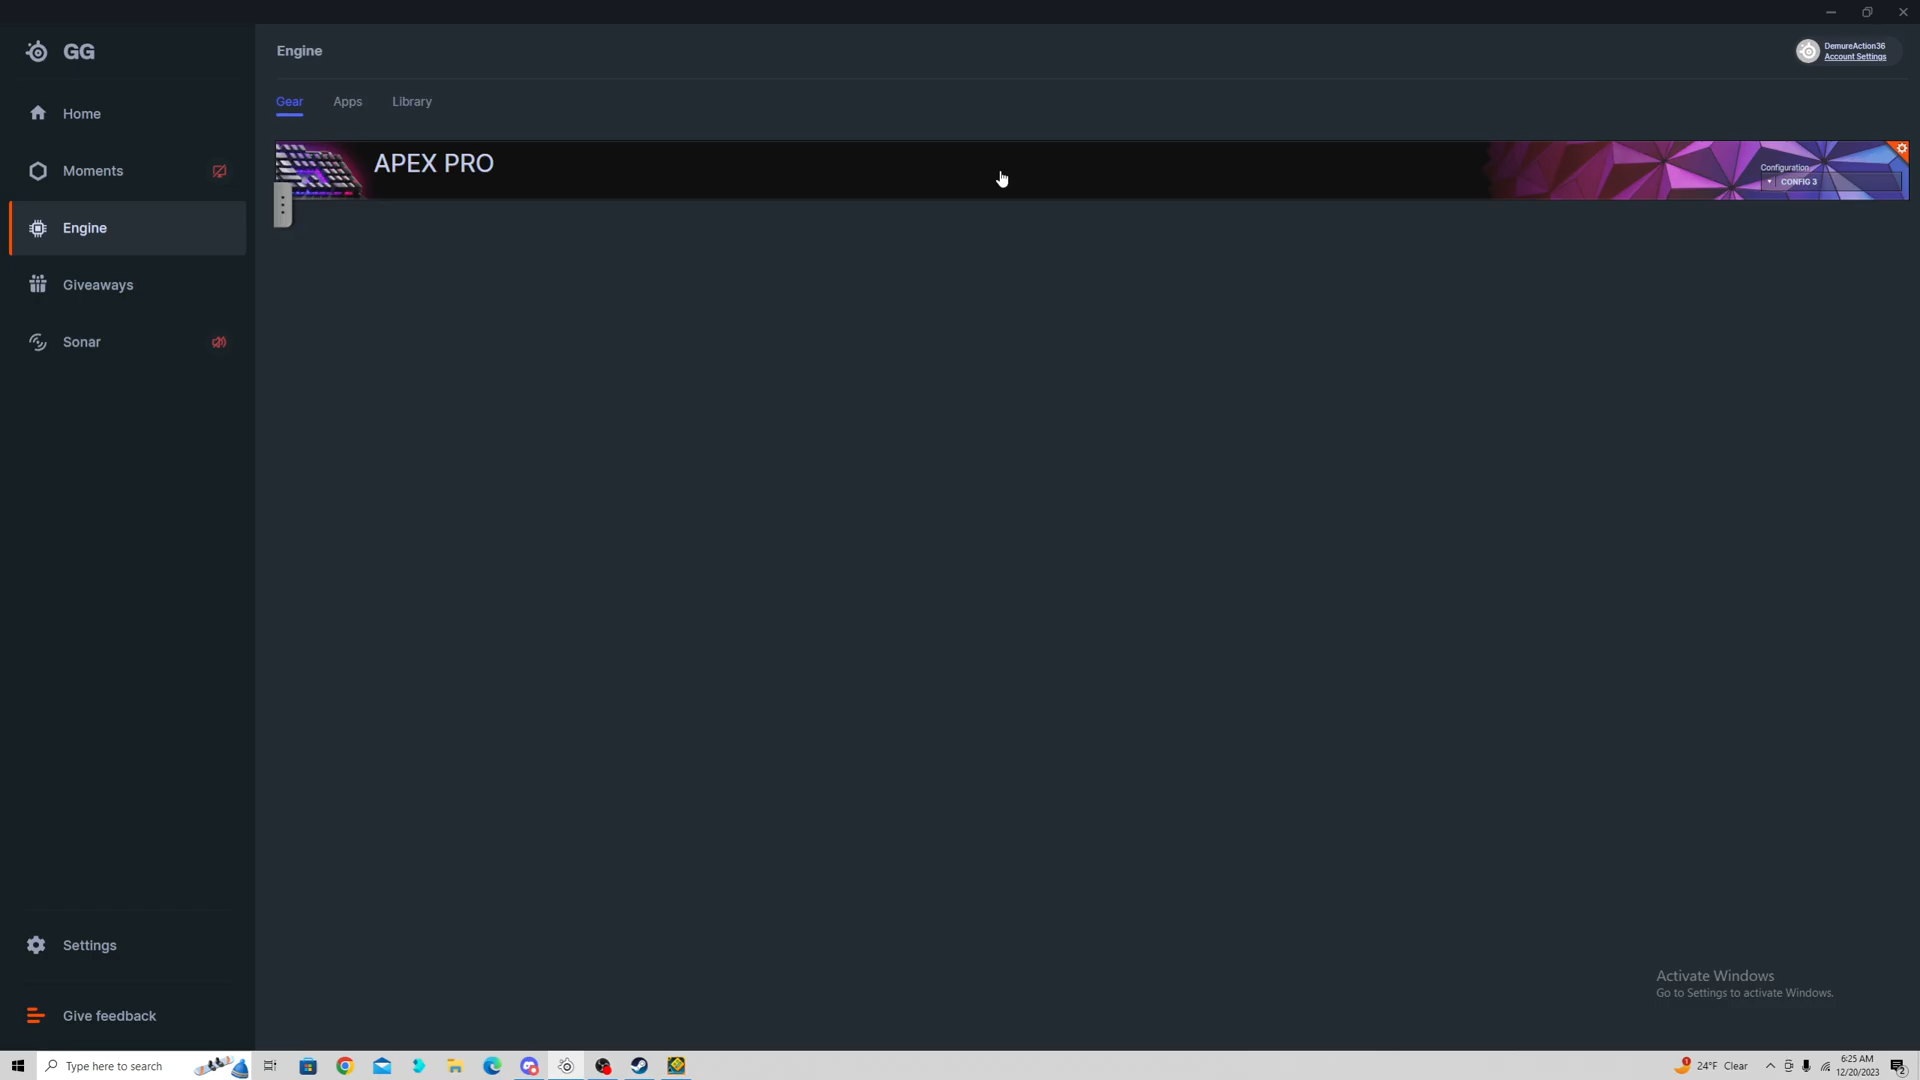 GG
Engine
DemureAction36
Account Settings
Home
Gear
Apps
Library
Moments
APEX PRO
Configuration
CONFIG 3
Engine
Giveaways
Sonar
Settings
Give feedback
Activate Windows
Go to Settings to activate Windows.
Type here to search
1
24°F Clear
6:25 AM
12/20/2023
2